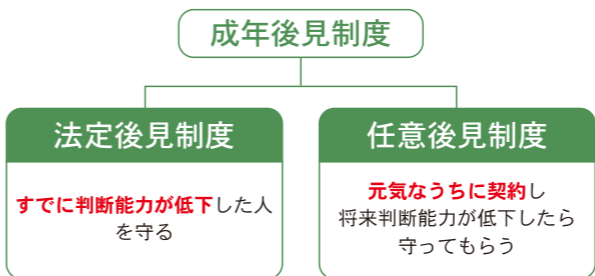 成年後見制度
法定後見制度
すでに判断能力が低下した人
を守る
任意後見制度
元気なうちに契約し
将来判断能力が低下したら
守ってもらう